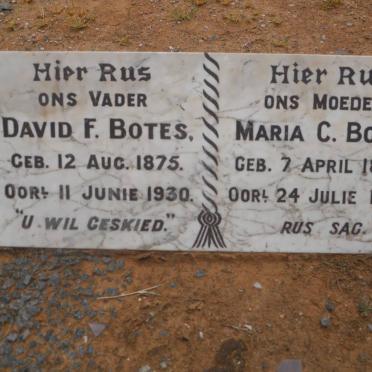 Hier Rus
ons Vader
David F. Botes.
Geb. 12 Aug. 1875.
Oorl 11 Junie 1930.
"U wil geskied."
Hier Ru
ons Moede
Maria C. Bo
Geb. 7 April 18
Oorl 24 Julie 1
Rus sag.